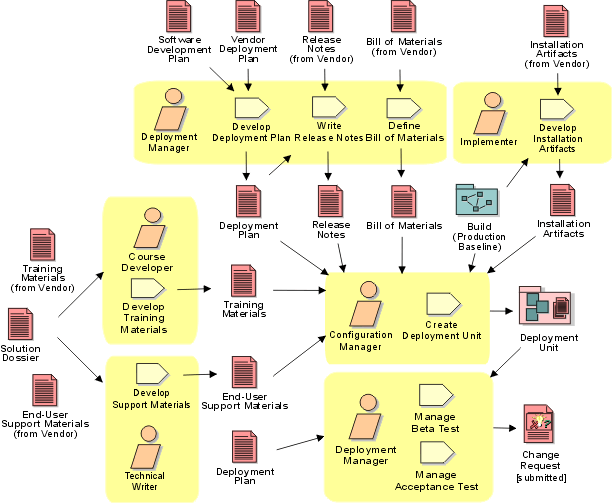 Software
Development
Plan
Vendor
Deployment
Plan
Release
Notes
(from Vendor)
Bill of Materials
(from Vendor)
Installation
Artifacts
(from Vendor)
Deployment
Manager
Develop
Deployment Plan
Write
Release Notes
Define
Bill of Materials
Implementer
Develop
Installation
Artifacts
Deployment
Plan
Release
Notes
Bill of Materials
Build
(Production
Baseline)
Installation
Artifacts
Training
Materials
(from Vendor)
Course
Developer
Develop
Training
Materials
Training
Materials
Configuration
Manager
Create
Deployment Unit
Deployment
Unit
Solution
Dossier
End-User
Support Materials
(from Vendor)
Develop
Support Materials
Technical
Writer
End-User
Support Materials
Deployment
Plan
Deployment
Manager
Manage
Beta Test
Manage
Acceptance Test
Change
Request
[submitted]